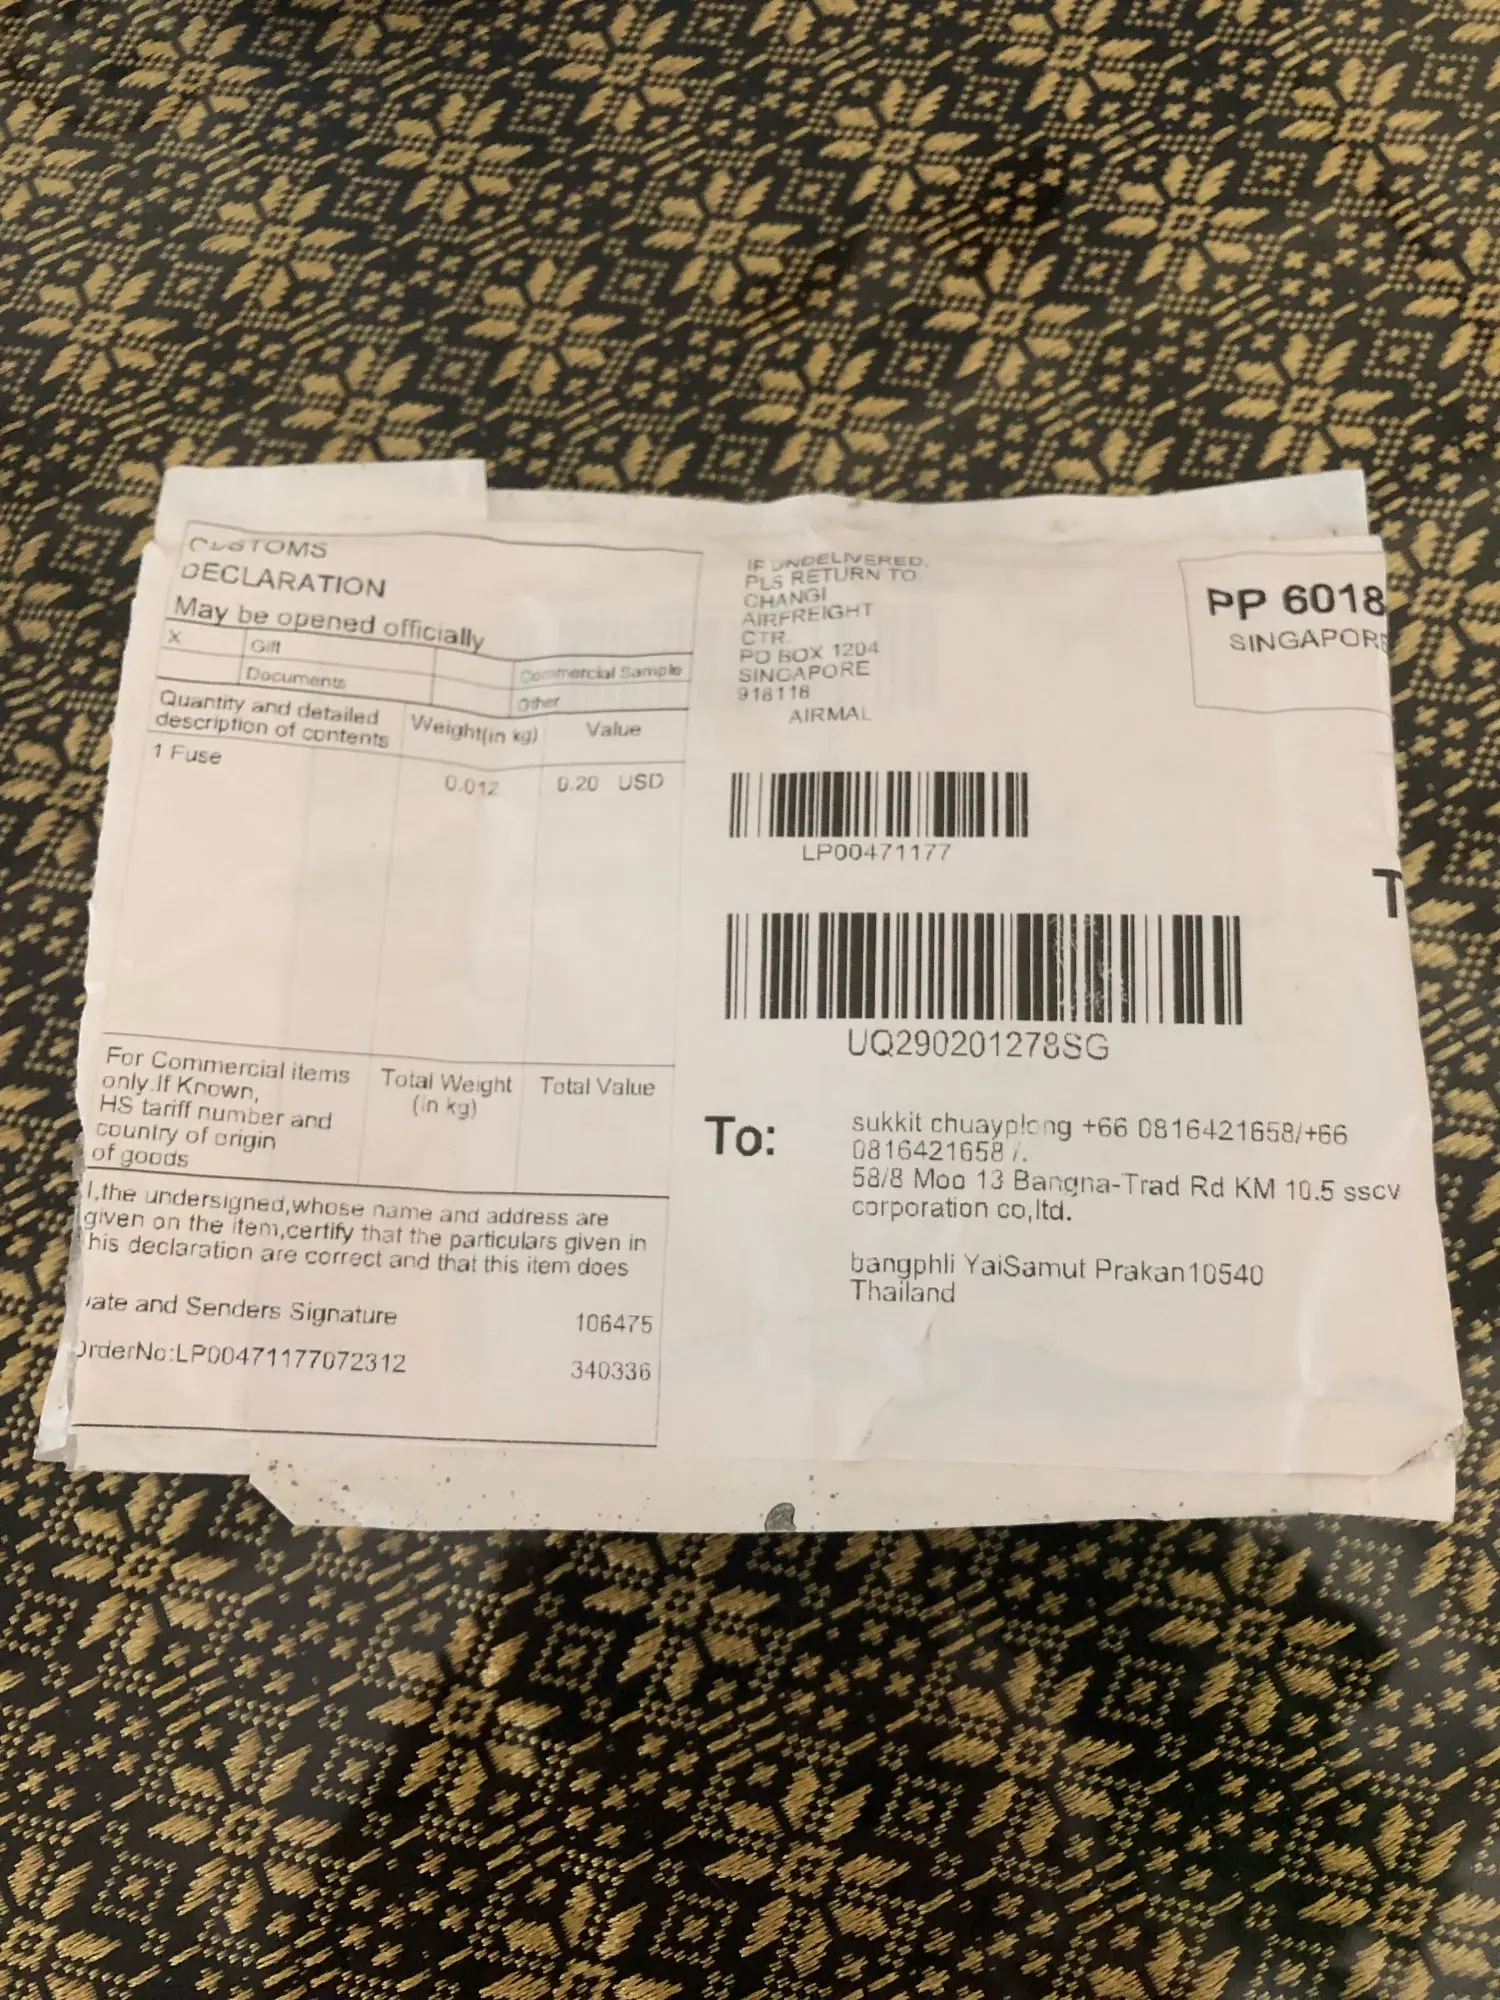 CUSTOMS
DECLARATION
May be opened officially
X Gift
Commercial Sample
Documents
Other
Quantity and detailed
description of contents
Weight(in kg)
Value
1 Fuse
0.012
0.20 USD
For Commercial items
only.If Known,
HS tariff number and
country of origin
of goods
Total Weight
(in kg)
Total Value
I,the undersigned,whose name and address are
given on the item,certify that the particulars given in
his declaration are correct and that this item does
ate and Senders Signature
106475
OrderNo:LP00471177072312
340336
IF UNDELIVERED,
PLS RETURN TO
CHANGI
AIRFREIGHT
CTR.
PO BOX 1204
SINGAPORE
918118
AIRMAL
PP 6018
SINGAPORE
LP00471177
T
UQ290201278SG
To:
sukkit chuayplong +66 0816421658/+66
0816421658 /.
58/8 Moo 13 Bangna-Trad Rd KM 10.5 sscv
corporation co,ltd.
bangphli YaiSamut Prakan10540
Thailand